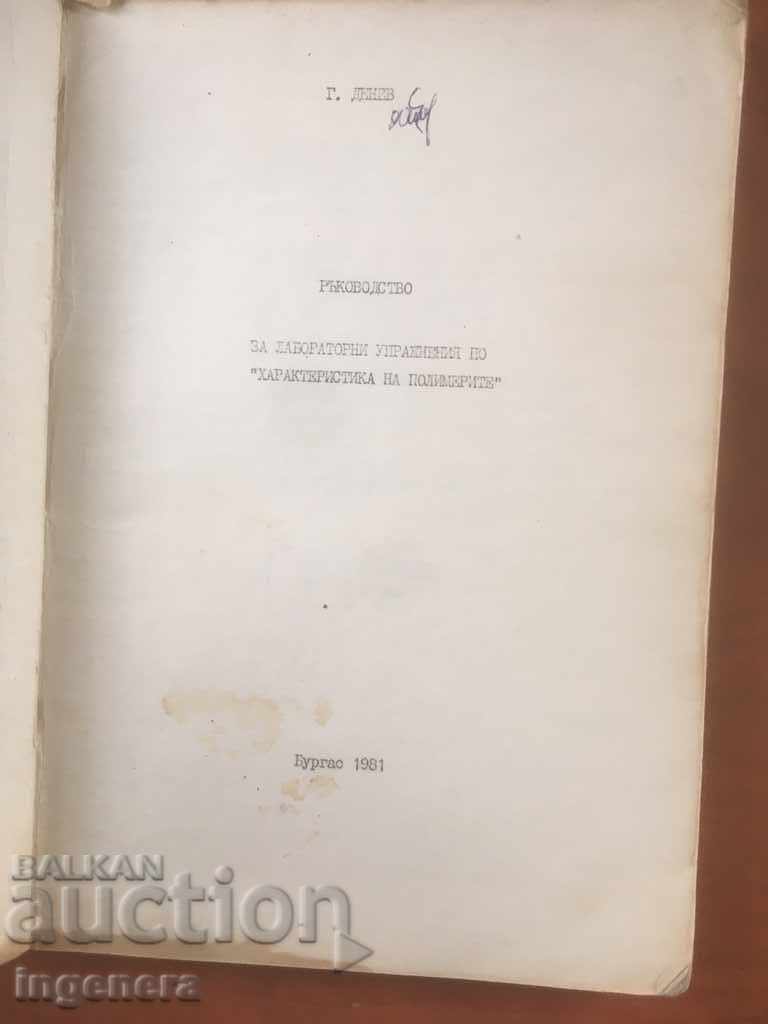 Г. ДЕНЕВ
РЪКОВОДСТВО
ЗА ЛАБОРАТОРНИ УПРАЖНЕНИЯ ПО
"ХАРАКТЕРИСТИКА НА ПОЛИМЕРИТЕ"
Бургас 1981
BALKAN
auction
ingenera